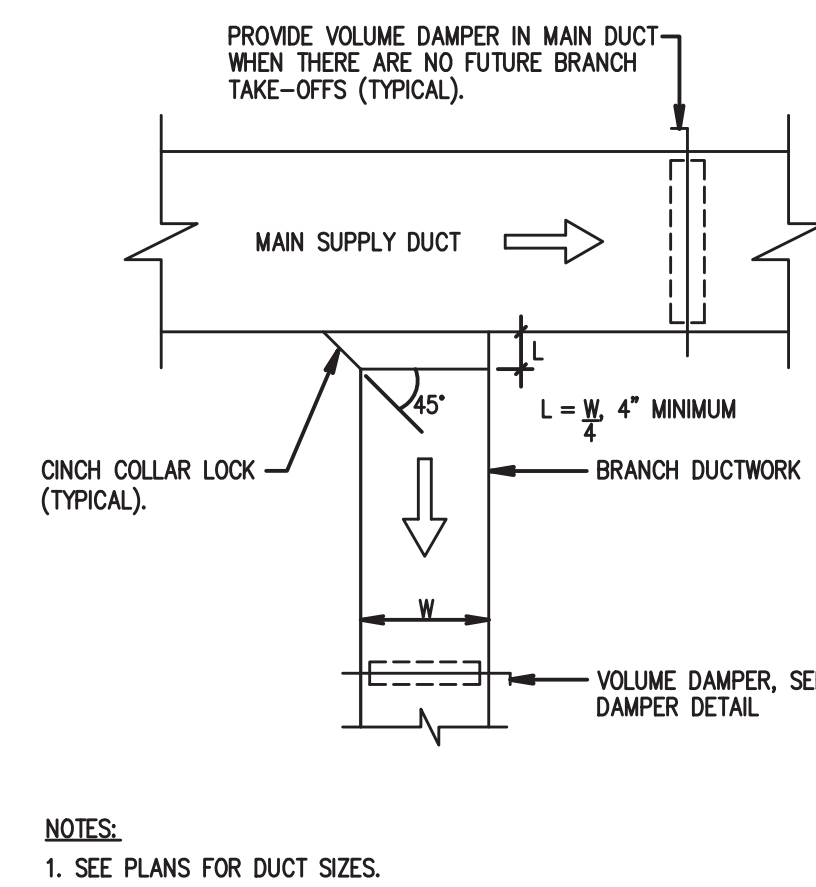 PROVIDE VOLUME DAMPER IN MAIN DUCT
WHEN THERE ARE NO FUTURE BRANCH
TAKE-OFFS (TYPICAL).
MAIN SUPPLY DUCT
L
45°
L = W, 4" MINIMUM
4
CINCH COLLAR LOCK
(TYPICAL).
BRANCH DUCTWORK
W
VOLUME DAMPER,
DAMPER DETAIL
NOTES:
1. SEE PLANS FOR DUCT SIZES.